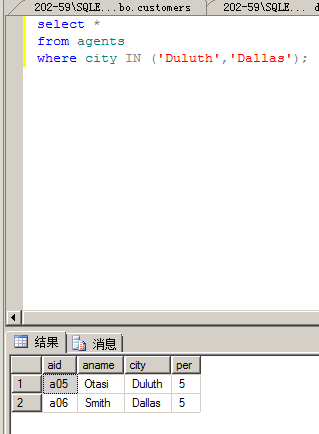 202-59\SQLE...bo.customers 202-59\SQLE... d
select *
from agents
where city IN ('Duluth','Dallas');
结果 消息
aid aname city per
1 a05 Otasi Duluth 5
2 a06 Smith Dallas 5